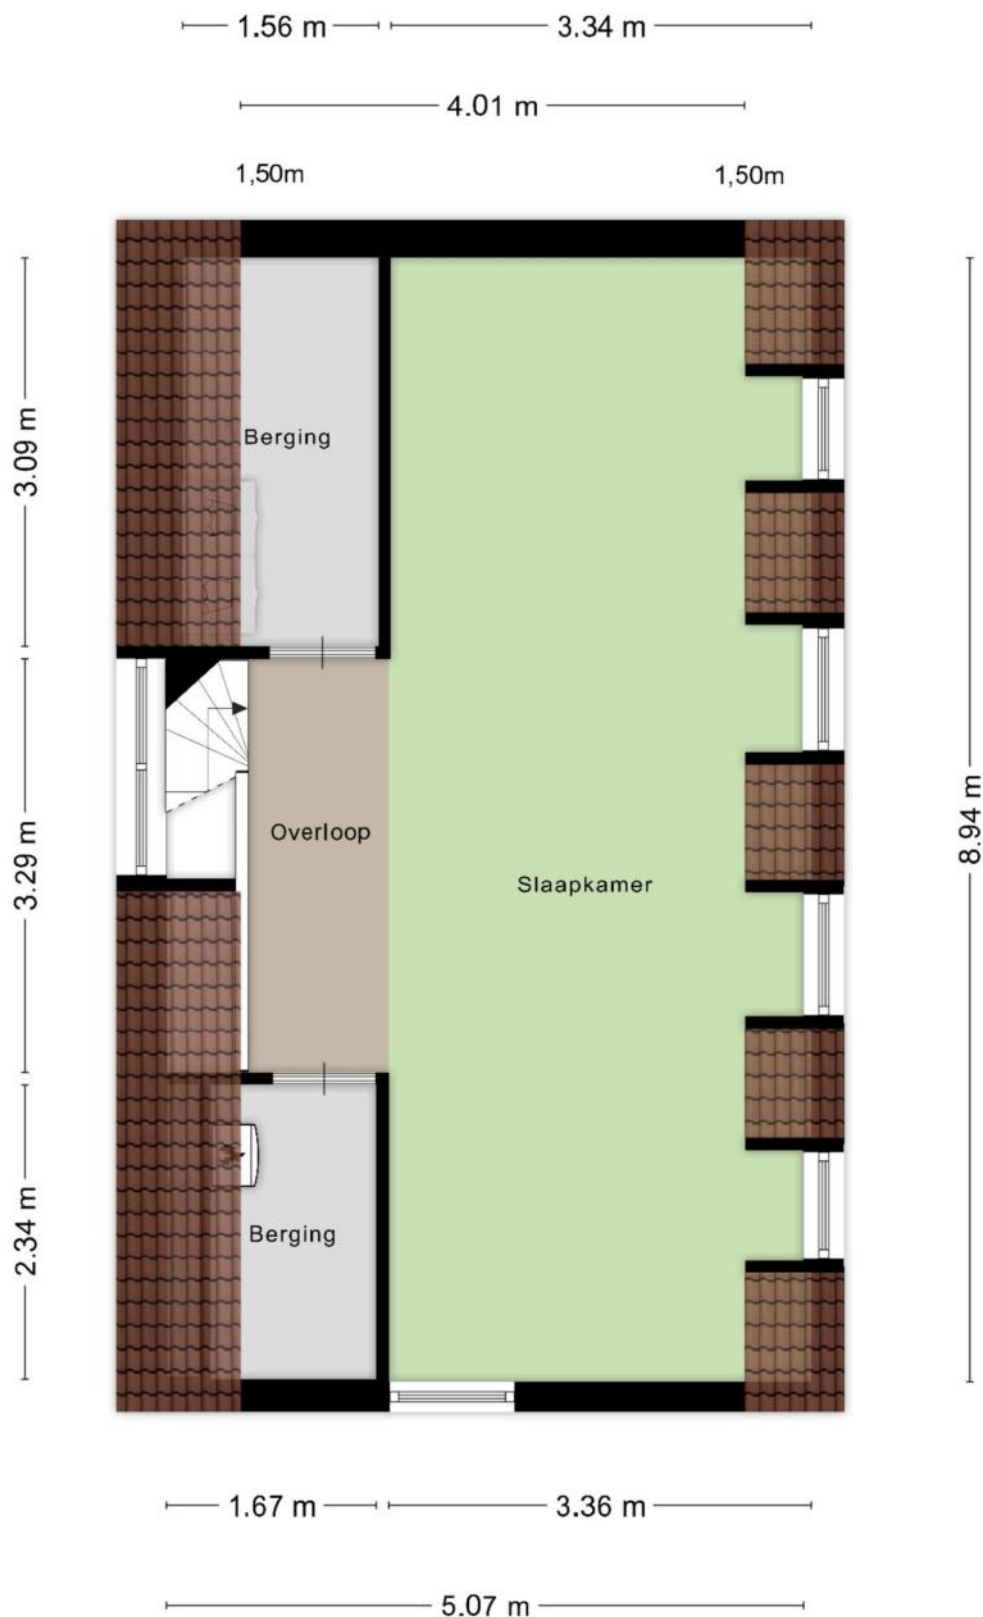 1.56 m
3.34 m
4.01 m
1,50m
1,50m
Berging
3.09 m
Overloop
3.29 m
8.94 m
Slaapkamer
2.34 m
Berging
1.67 m
3.36 m
5.07 m